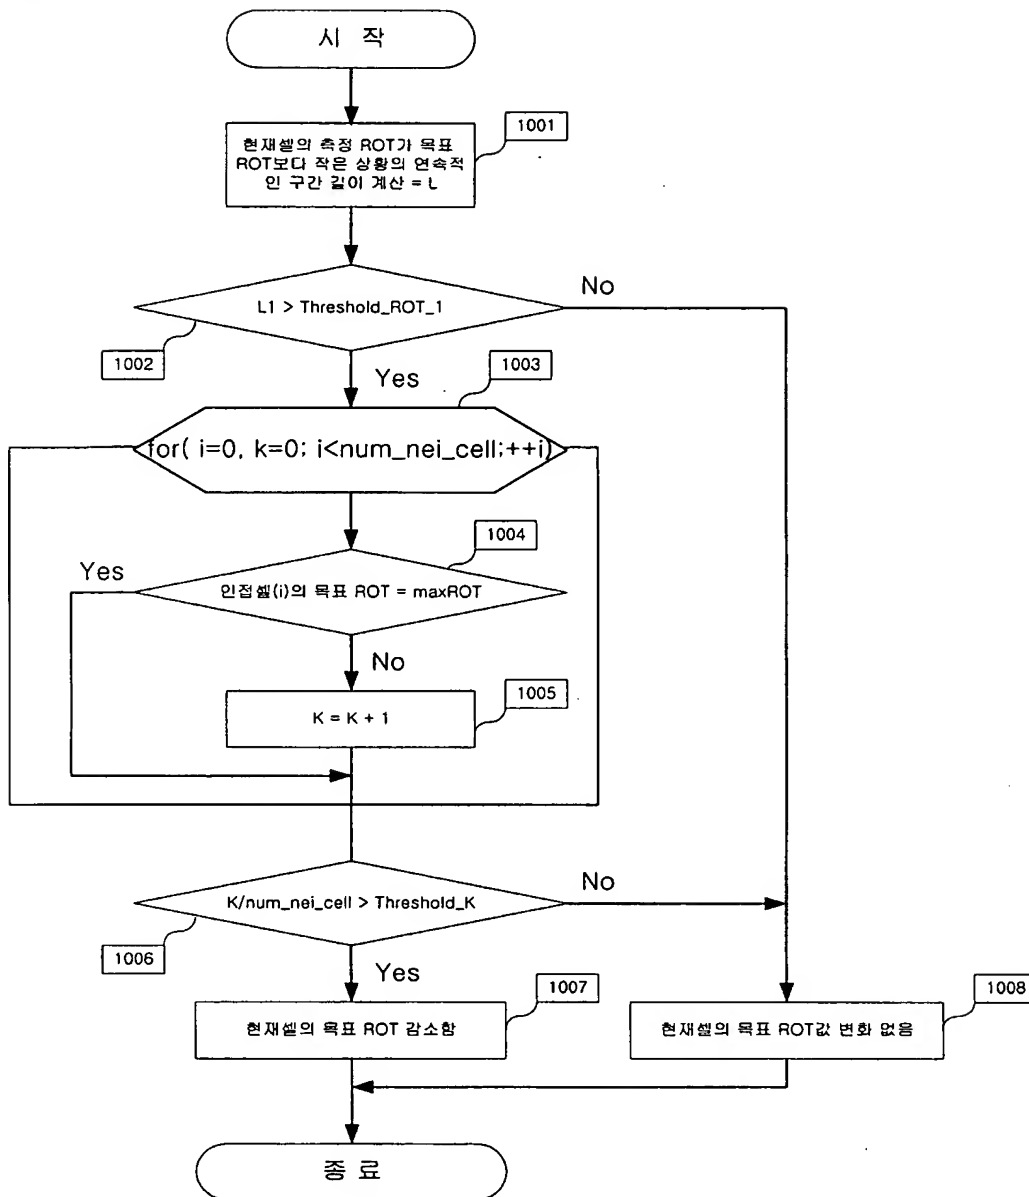 시 작
1001
현재셀의 측정 ROT가 목표
ROT보다 작은 상황의 연속적
인 구간 길이 계산 = L
L1 > Threshold_ROT_1
No
1002
Yes
1003
for( i=0, k=0; i<num_nei_cell;++i)
1004
Yes
인접셀(i)의 목표 ROT = maxROT
No
1005
K = K + 1
K/num_nei_cell > Threshold_K
No
1006
Yes
1007
현재셀의 목표 ROT 감소함
1008
현재셀의 목표 ROT값 변화 없음
종 료